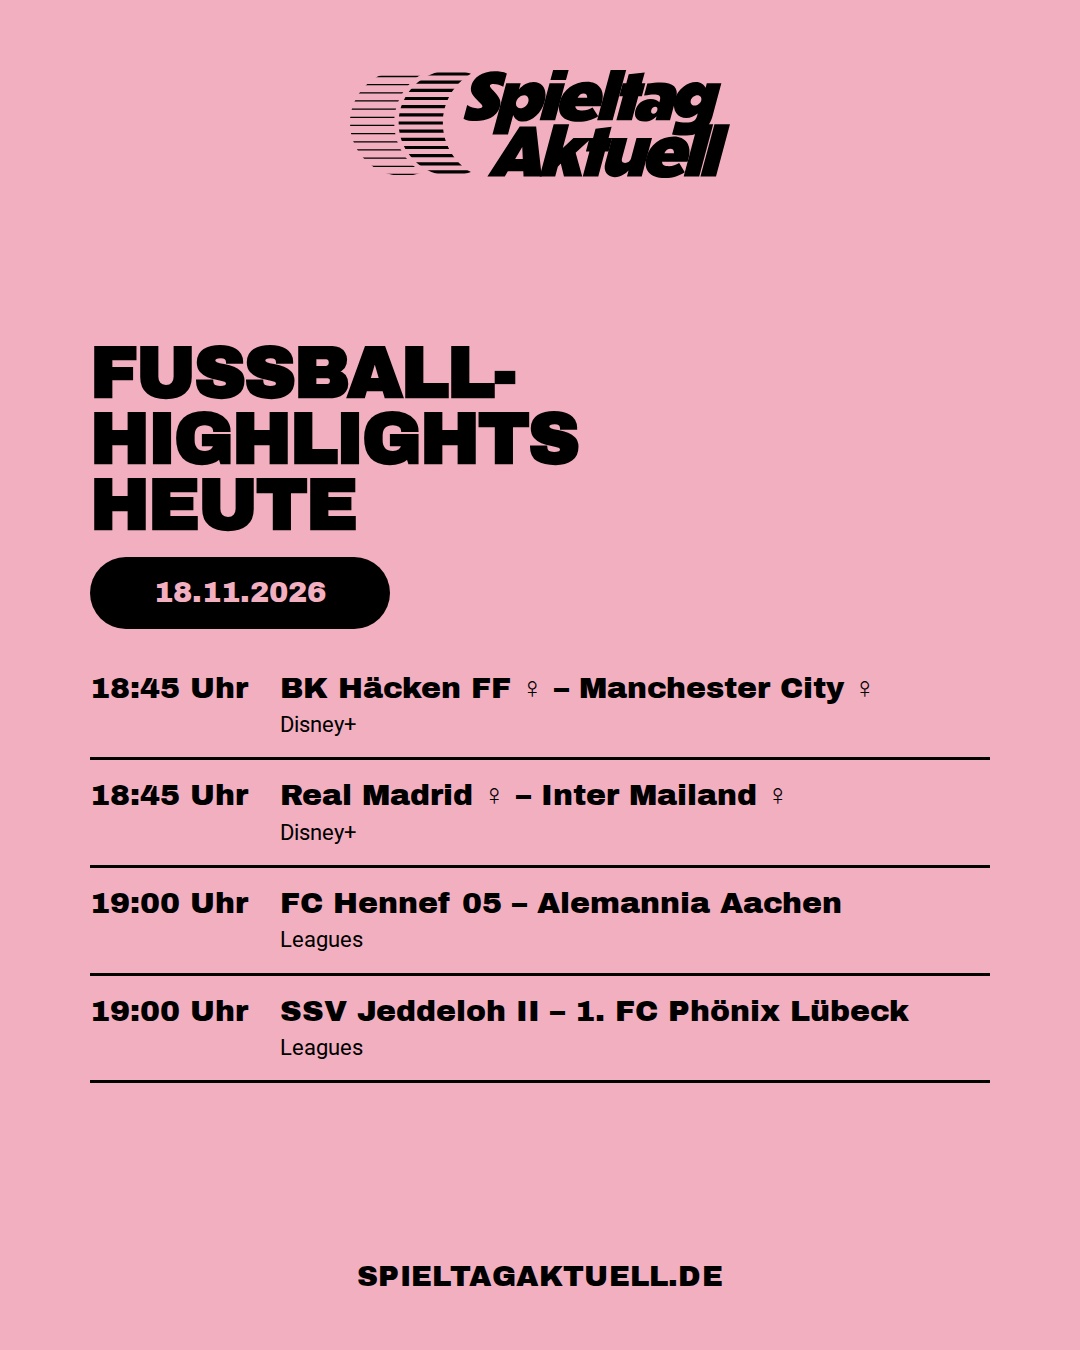 Spieltag
Aktuell
FUSSBALL-
HIGHLIGHTS
HEUTE
18.11.2026
18:45 Uhr BK Häcken FF ♀ – Manchester City ♀
Disney+
18:45 Uhr Real Madrid ♀ – Inter Mailand ♀
Disney+
19:00 Uhr FC Hennef 05 – Alemannia Aachen
Leagues
19:00 Uhr SSV Jeddeloh II – 1. FC Phönix Lübeck
Leagues
SPIELTAGAKTUELL.DE